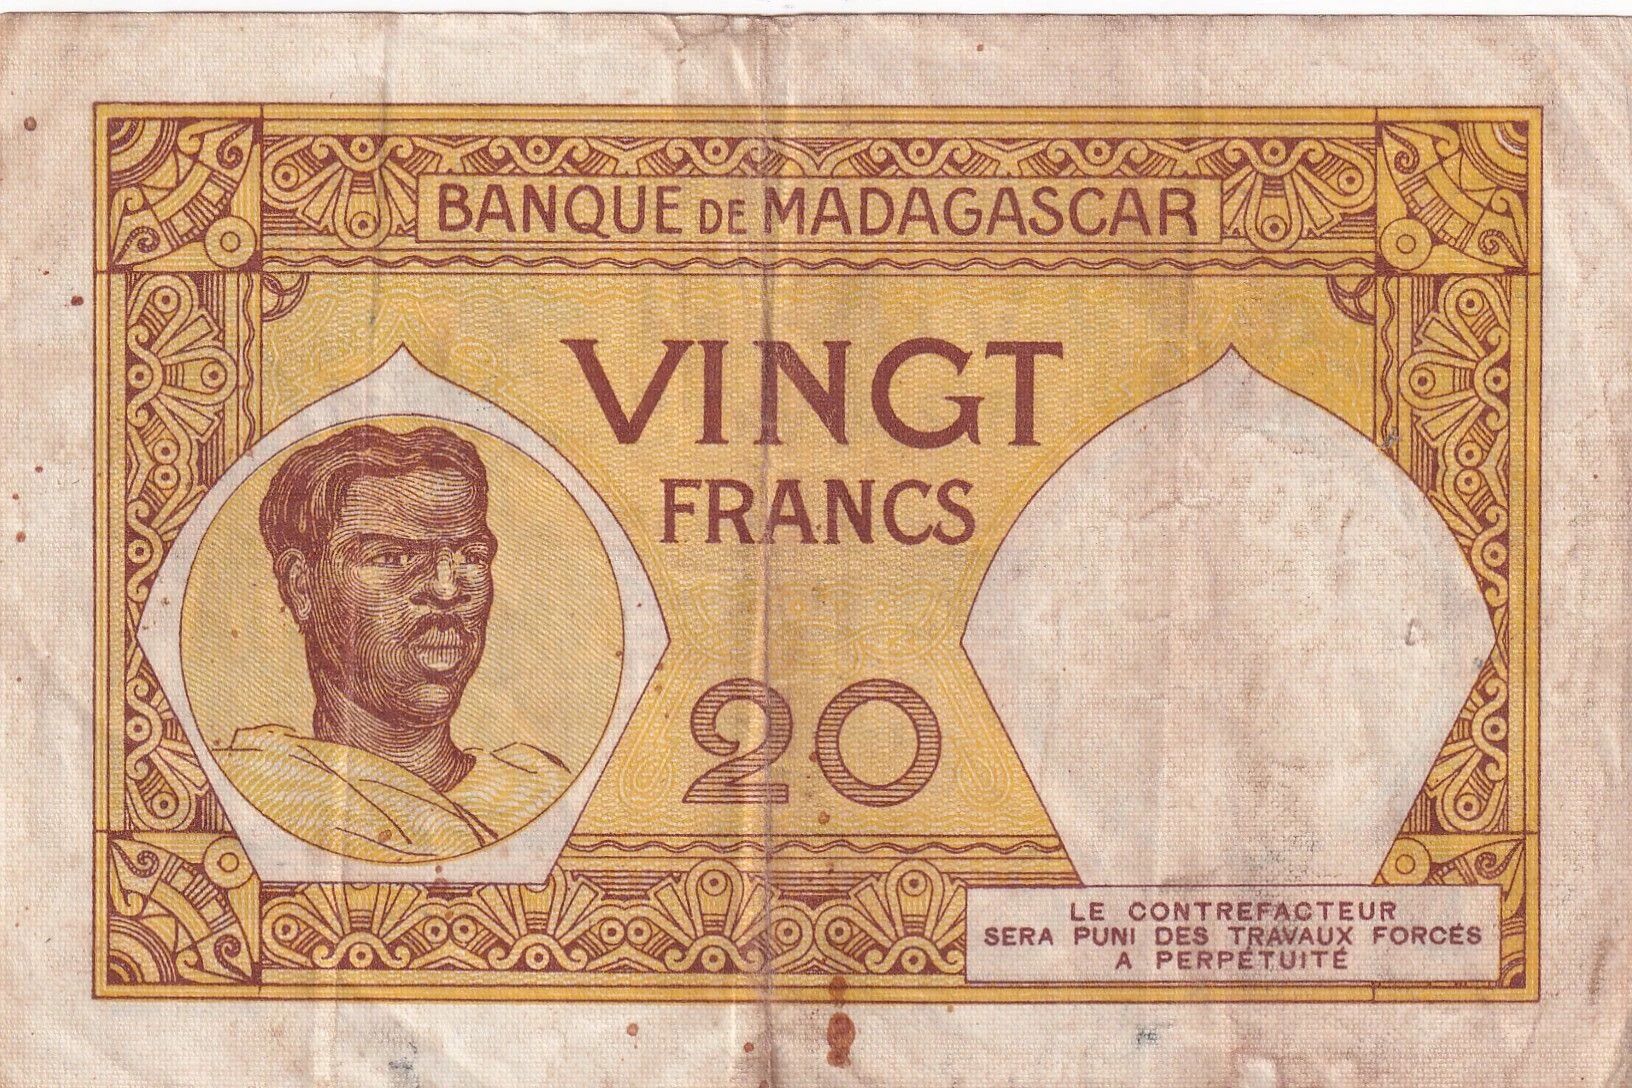 BANQUE DE MADAGASCAR
VINGT
FRANCS
20
LE CONTREFACTEUR
SERA PUNI DES TRAVAUX FORCÉS
A PERPÉTUITÉ